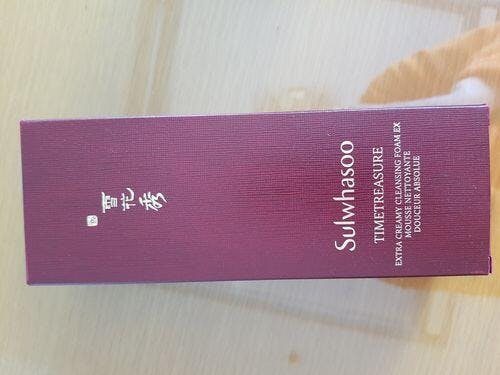 雪花秀
Sulwhasoo
TIMETREASURE
EXTRA CREAMY CLEANSING FOAM EX
MOUSSE NETTOYANTE
DOUCEUR ABSOLUE